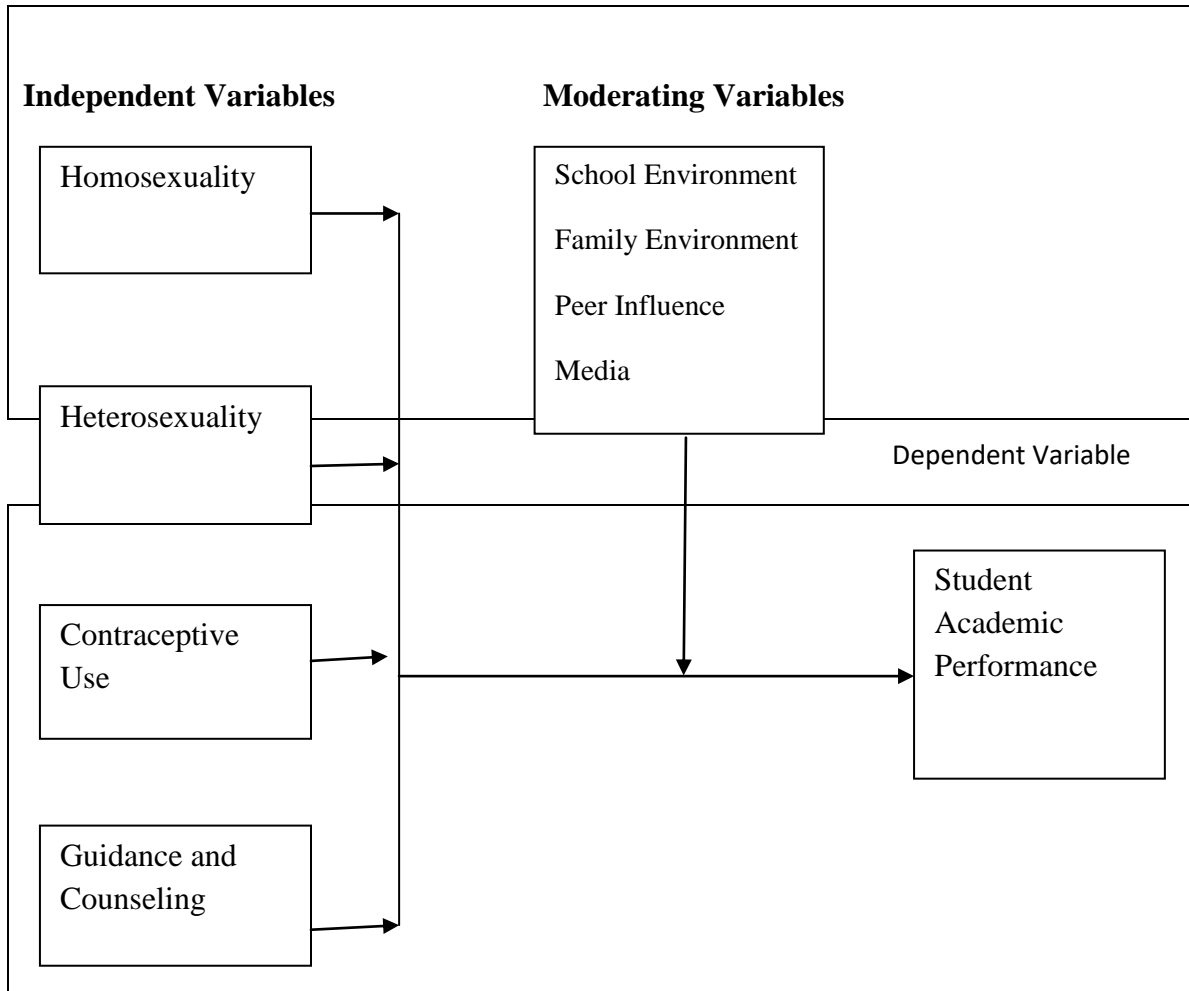 Independent Variables
Moderating Variables
Homosexuality
School Environment
Family Environment
Peer Influence
Media
Heterosexuality
Dependent Variable
Contraceptive
Use
Student
Academic
Performance
Guidance and
Counseling